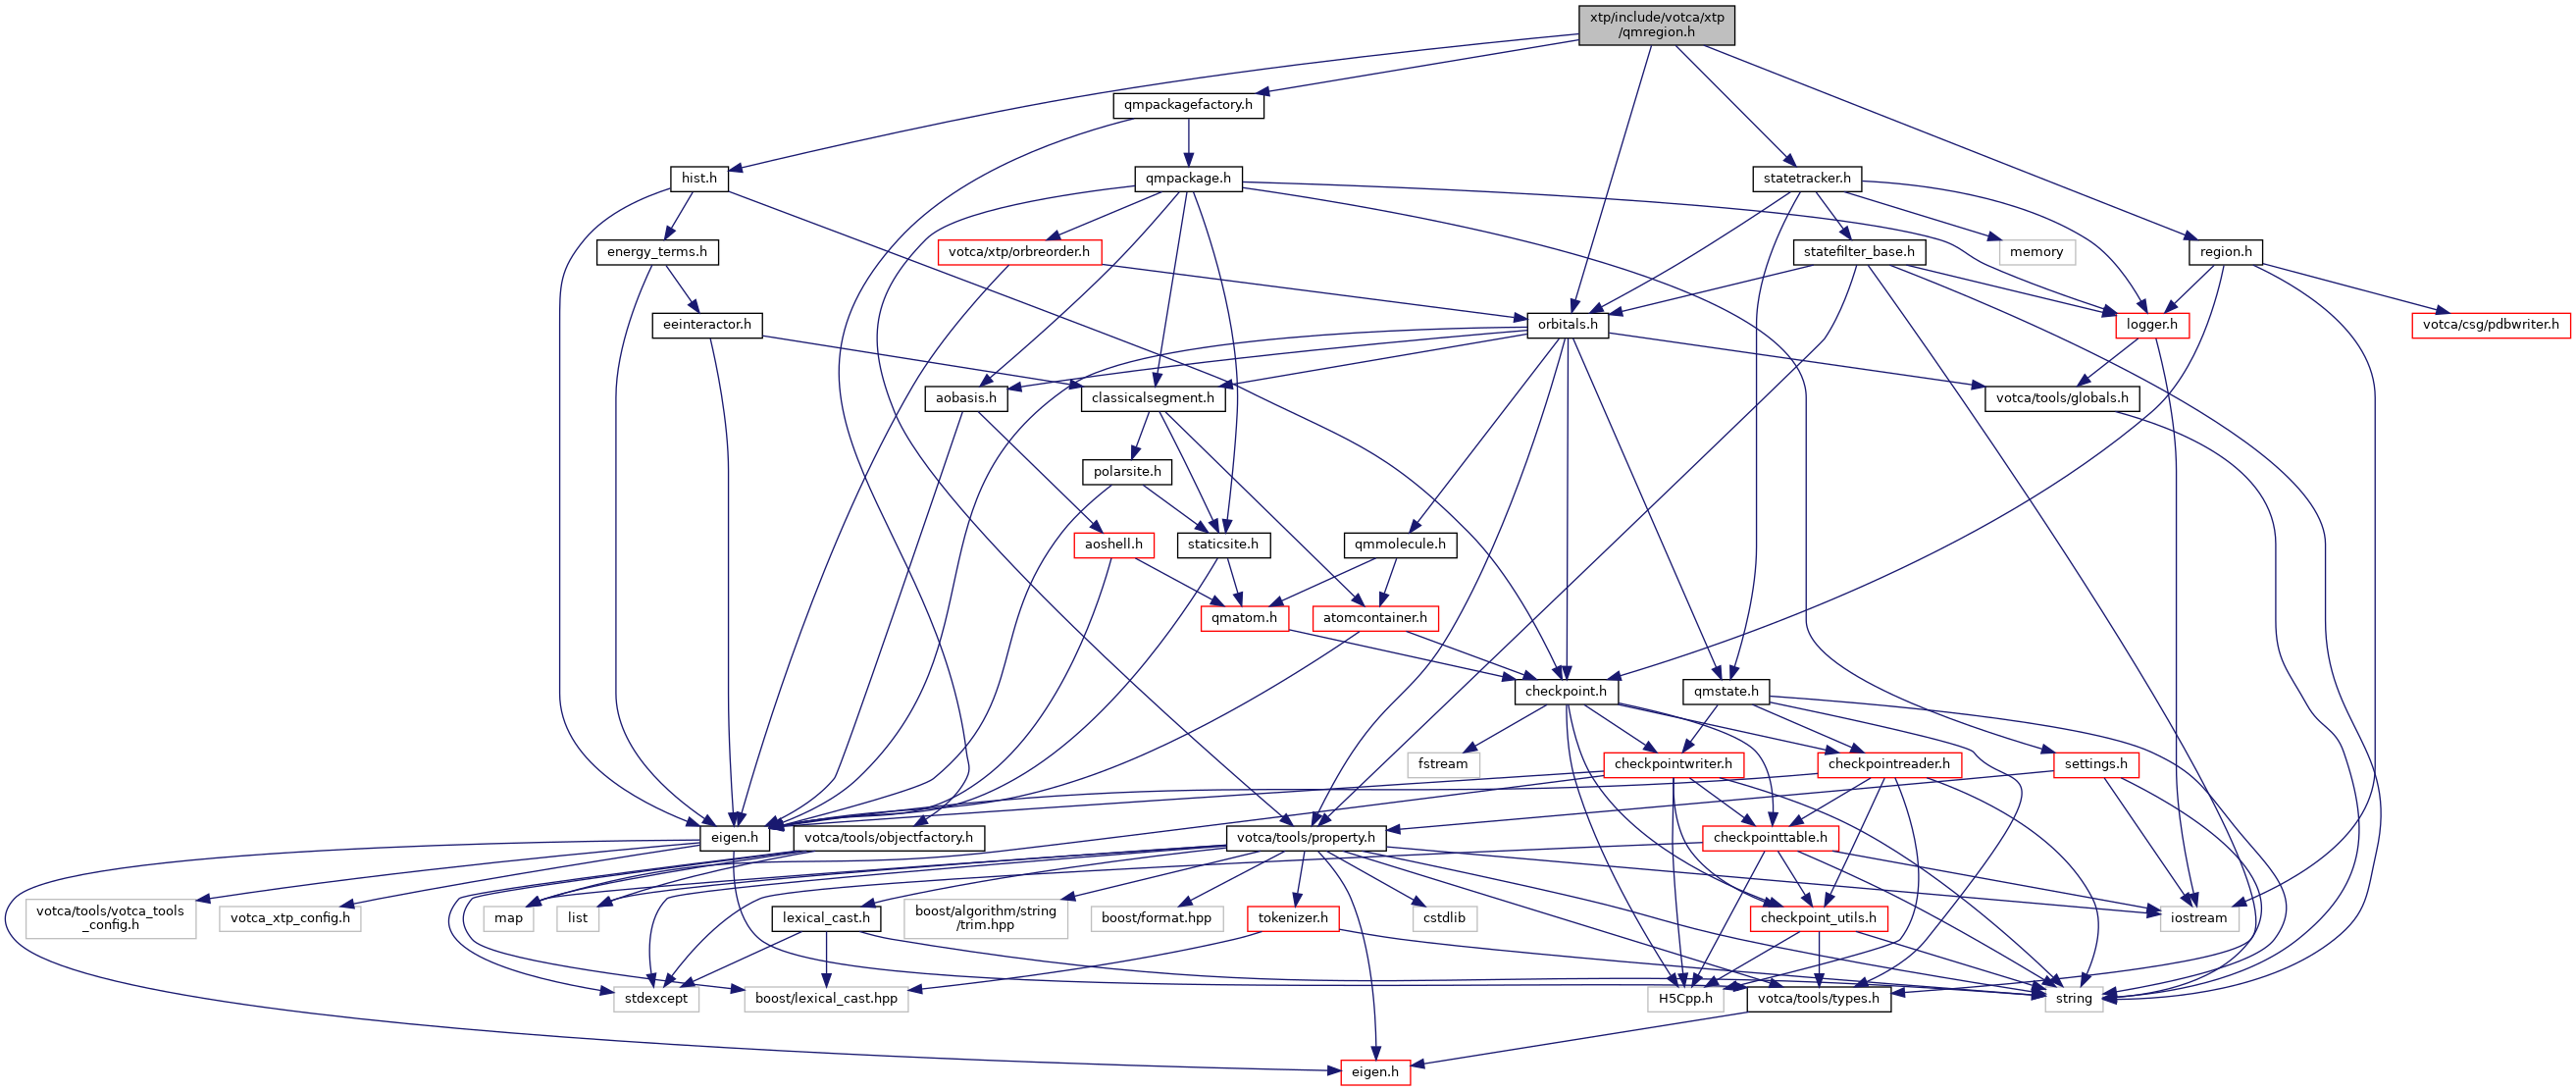 xtp/include/votca/xtp
/qmregion.h
qmpackagefactory.h
hist.h
qmpackage.h
statetracker.h
energy_terms.h
votca/xtp/orbreorder.h
statefilter_base.h
memory
region.h
eeinteractor.h
orbitals.h
logger.h
votca/csg/pdbwriter.h
aobasis.h
classicalsegment.h
votca/tools/globals.h
polarsite.h
aoshell.h
staticsite.h
qmmolecule.h
qmatom.h
atomcontainer.h
checkpoint.h
qmstate.h
fstream
checkpointwriter.h
checkpointreader.h
settings.h
eigen.h
votca/tools/objectfactory.h
votca/tools/property.h
checkpointtable.h
votca/tools/votca_tools
_config.h
votca_xtp_config.h
map
list
lexical_cast.h
boost/algorithm/string
/trim.hpp
boost/format.hpp
tokenizer.h
cstdlib
checkpoint_utils.h
iostream
stdexcept
boost/lexical_cast.hpp
H5Cpp.h
votca/tools/types.h
string
eigen.h